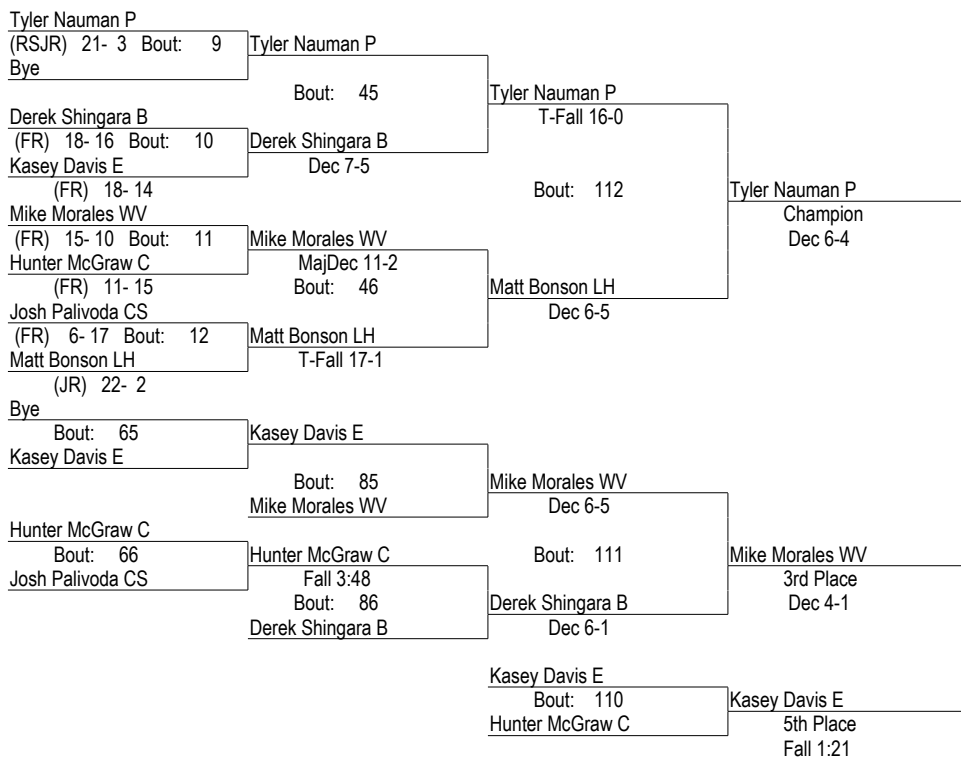 Tyler Nauman P
(RSJR) 21- 3 Bout: 9 Tyler Nauman P
Bye
Bout: 45 Tyler Nauman P
Derek Shingara B T-Fall 16-0
(FR) 18- 16 Bout: 10 Derek Shingara B
Kasey Davis E Dec 7-5
(FR) 18- 14 Bout: 112 Tyler Nauman P
Mike Morales WV Champion
(FR) 15- 10 Bout: 11 Mike Morales WV Dec 6-4
Hunter McGraw C MajDec 11-2
(FR) 11- 15 Bout: 46 Matt Bonson LH
Josh Palivoda CS Dec 6-5
(FR) 6- 17 Bout: 12 Matt Bonson LH
Matt Bonson LH T-Fall 17-1
(JR) 22- 2
Bye
Bout: 65 Kasey Davis E
Kasey Davis E
Bout: 85 Mike Morales WV
Mike Morales WV Dec 6-5
Hunter McGraw C
Bout: 66 Hunter McGraw C Bout: 111 Mike Morales WV
Josh Palivoda CS Fall 3:48 3rd Place
Bout: 86 Derek Shingara B Dec 4-1
Derek Shingara B Dec 6-1
Kasey Davis E
Bout: 110 Kasey Davis E
Hunter McGraw C 5th Place
Fall 1:21